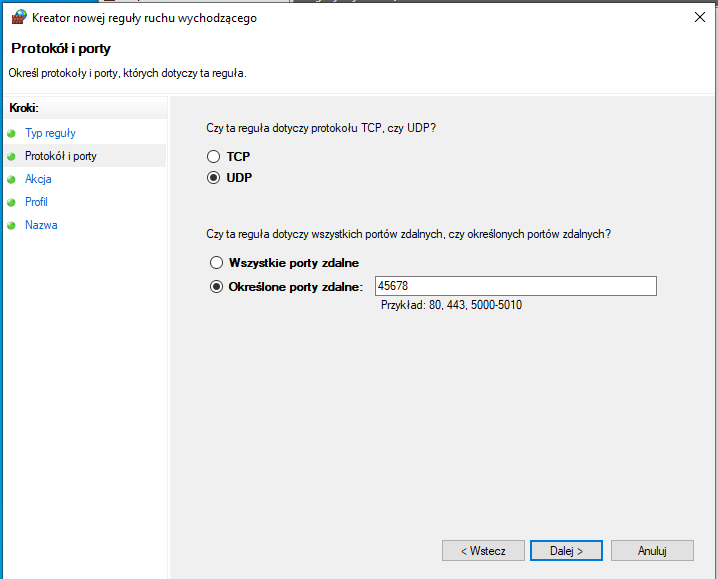 Kreator nowej reguły ruchu wychodzącego
Protokół i porty
Określ protokoły i porty, których dotyczy ta reguła.
Kroki:
Typ reguły
Protokół i porty
Akcja
Profil
Nazwa
Czy ta reguła dotyczy protokołu TCP, czy UDP?
TCP
UDP
Czy ta reguła dotyczy wszystkich portów zdalnych, czy określonych portów zdalnych?
Wszystkie porty zdalne
Określone porty zdalne: 45678
Przykład: 80, 443, 5000-5010
< Wstecz Dalej > Anuluj